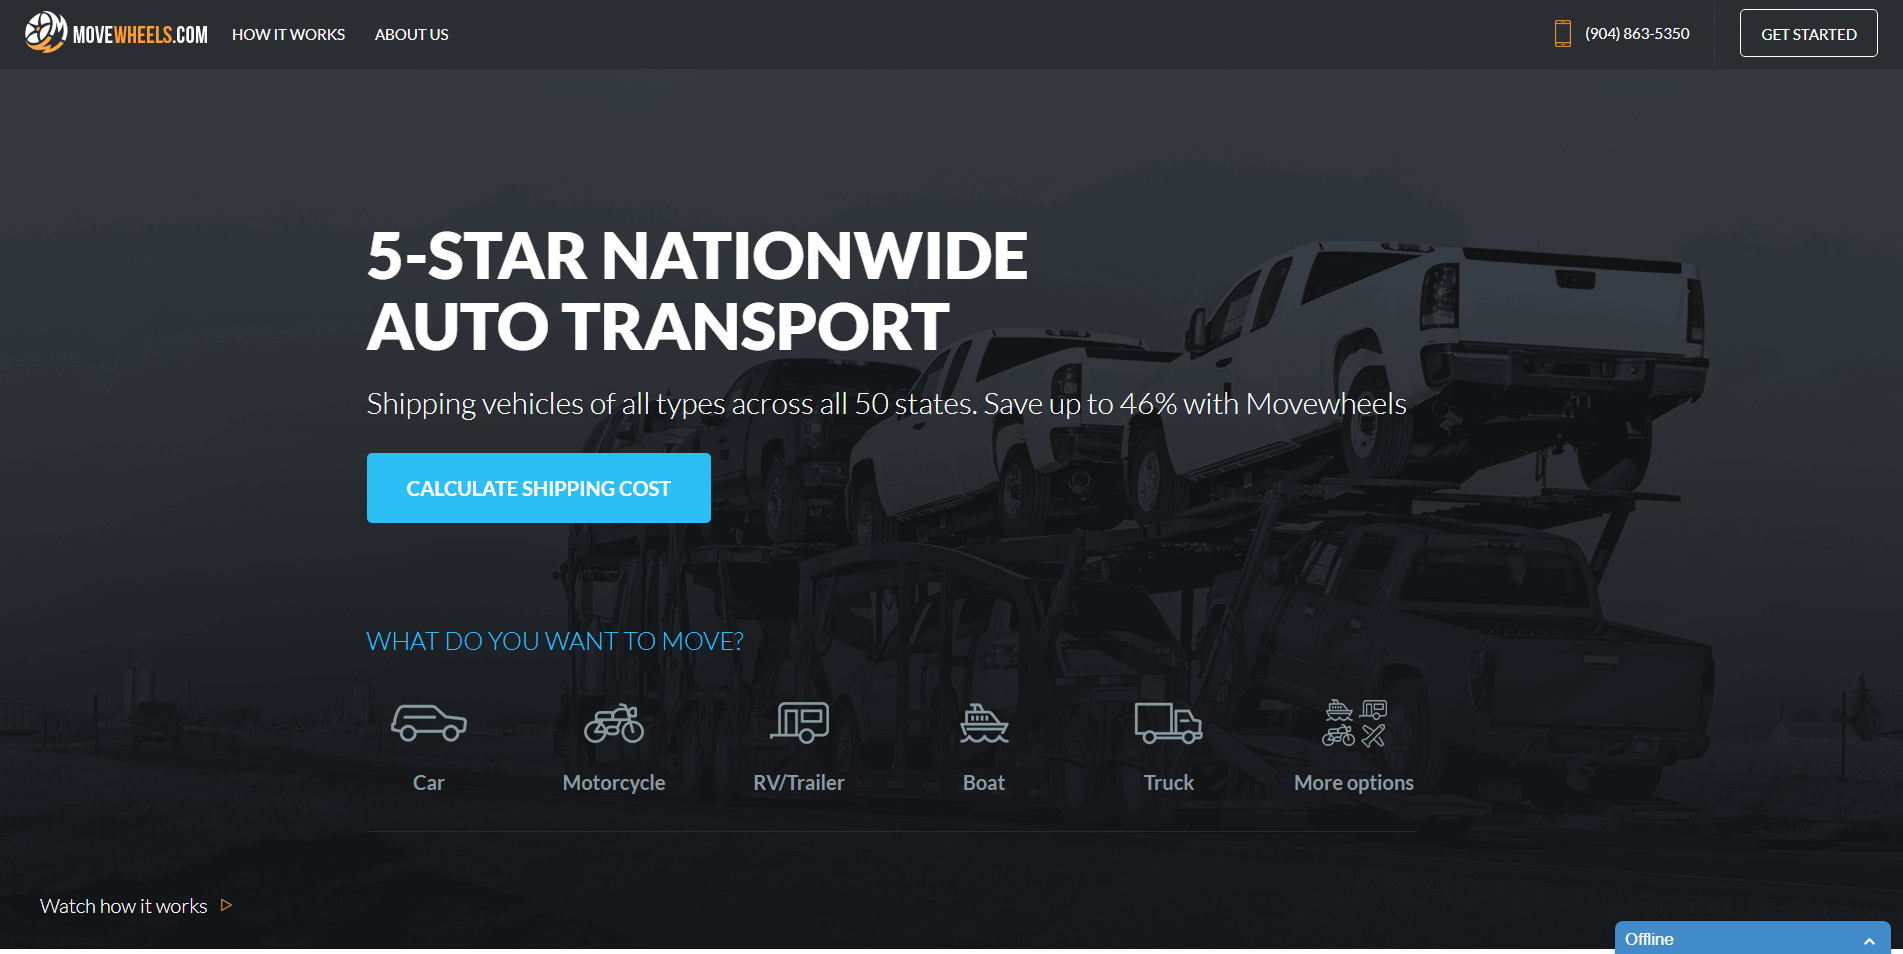 MOVEWHEELS.COM
HOW IT WORKS
ABOUT US
(904) 863-5350
GET STARTED
5-STAR NATIONWIDE
AUTO TRANSPORT
Shipping vehicles of all types across all 50 states. Save up to 46% with Movewheels
CALCULATE SHIPPING COST
WHAT DO YOU WANT TO MOVE?
Car
Motorcycle
RV/Trailer
Boat
Truck
More options
Watch how it works
Offline